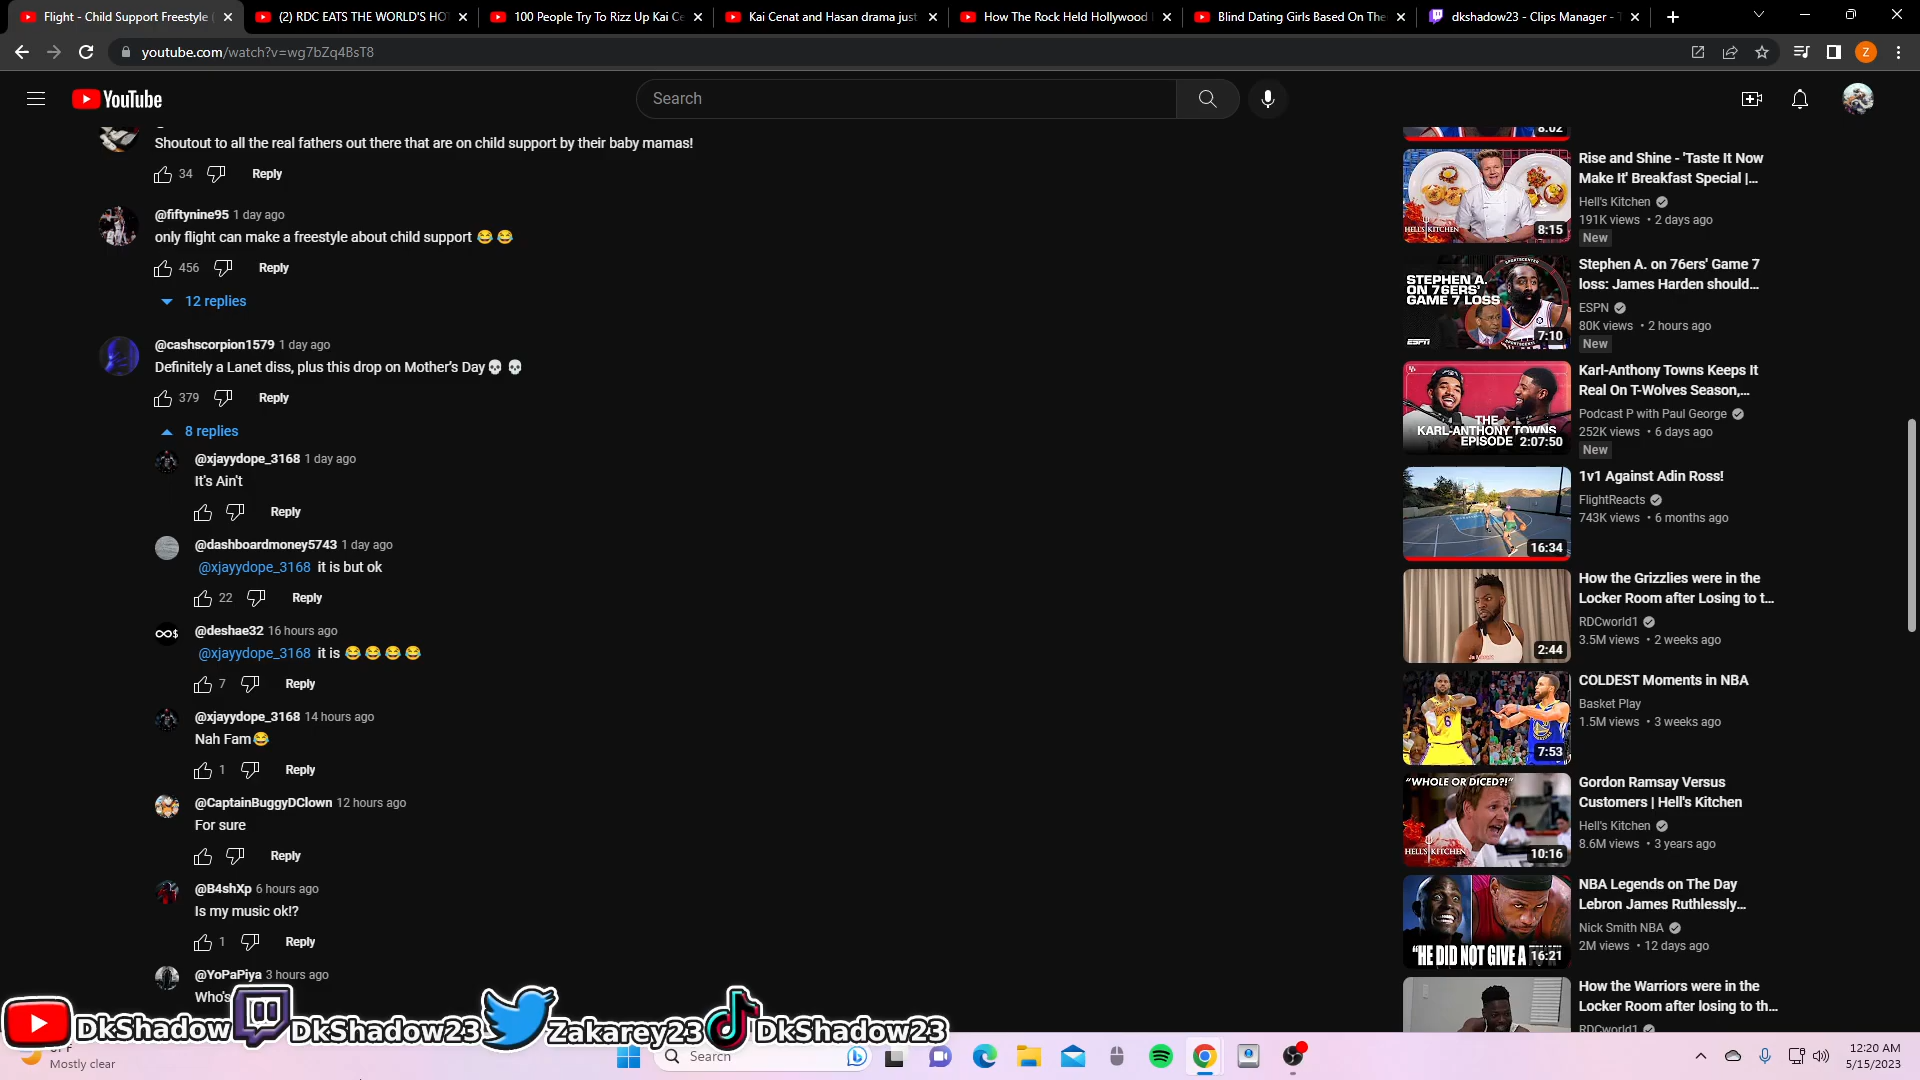 Flight - Child Support Freestyle (
(2) RDC EATS THE WORLD'S HO
100 People Try To Rizz Up Kai Ce
Kai Cenat and Hasan drama just
How The Rock Held Hollywood
Blind Dating Girls Based On The
dkshadow23 - Clips Manager - T
youtube.com/watch?v=wg7bZq4BsT8
Z
YouTube
Search
Shoutout to all the real fathers out there that are on child support by their baby mamas!
34 Reply
@fiftynine95 1 day ago
only flight can make a freestyle about child support 😂😂
456 Reply
12 replies
@cashscorpion1579 1 day ago
Definitely a Lanet diss, plus this drop on Mother's Day💀💀
379 Reply
8 replies
@xjayydope_3168 1 day ago
It's Ain't
Reply
@dashboardmoney5743 1 day ago
@xjayydope_3168 it is but ok
22 Reply
∞$
@deshae32 16 hours ago
@xjayydope_3168 it is 😂😂😂😂
7 Reply
@xjayydope_3168 14 hours ago
Nah Fam😂
1 Reply
@CaptainBuggyDClown 12 hours ago
For sure
Reply
@B4shXp 6 hours ago
Is my music ok!?
1 Reply
@YoPaPiya 3 hours ago
Who's
8:02
Rise and Shine - 'Taste It Now
Make It' Breakfast Special |...
Hell's Kitchen
191K views • 2 days ago
New
HELL'S KITCHEN
8:15
Stephen A. on 76ers' Game 7
loss: James Harden should...
ESPN
80K views • 2 hours ago
New
STEPHEN A.
ON 76ERS'
GAME 7 LOSS
SPORTSCENTER
ESPN
7:10
Karl-Anthony Towns Keeps It
Real On T-Wolves Season,...
Podcast P with Paul George
252K views • 6 days ago
New
THE
KARL-ANTHONY TOWNS
EPISODE
2:07:50
1v1 Against Adin Ross!
FlightReacts
743K views • 6 months ago
16:34
How the Grizzlies were in the
Locker Room after Losing to t...
RDCworld1
3.5M views • 2 weeks ago
2:44
COLDEST Moments in NBA
Basket Play
1.5M views • 3 weeks ago
6
7:53
Gordon Ramsay Versus
Customers | Hell's Kitchen
Hell's Kitchen
8.6M views • 3 years ago
"WHOLE OR DICED?!"
HELL'S KITCHEN
10:16
NBA Legends on The Day
Lebron James Ruthlessly...
Nick Smith NBA
2M views • 12 days ago
"HE DID NOT GIVE A
16:21
How the Warriors were in the
Locker Room after losing to th...
RDCworld1
DkShadow
DkShadow23
Zakarey23
DkShadow23
Mostly clear
Search
12:20 AM
5/15/2023